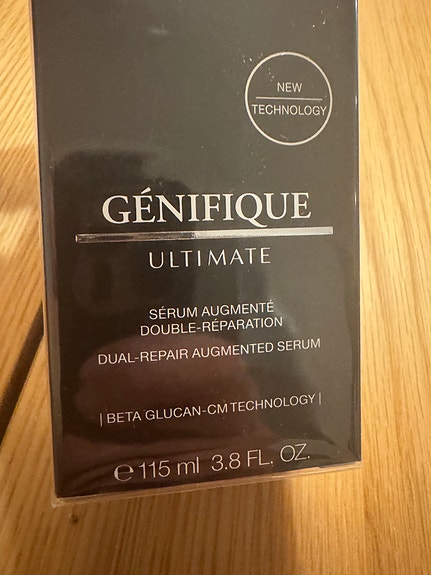 NEW
TECHNOLOGY
GÉNIFIQUE
ULTIMATE
SÉRUM AUGMENTÉ
DOUBLE-RÉPARATION
DUAL-REPAIR AUGMENTED SERUM
| BETA GLUCAN-CM TECHNOLOGY |
℮ 115 ml 3.8 FL. OZ.